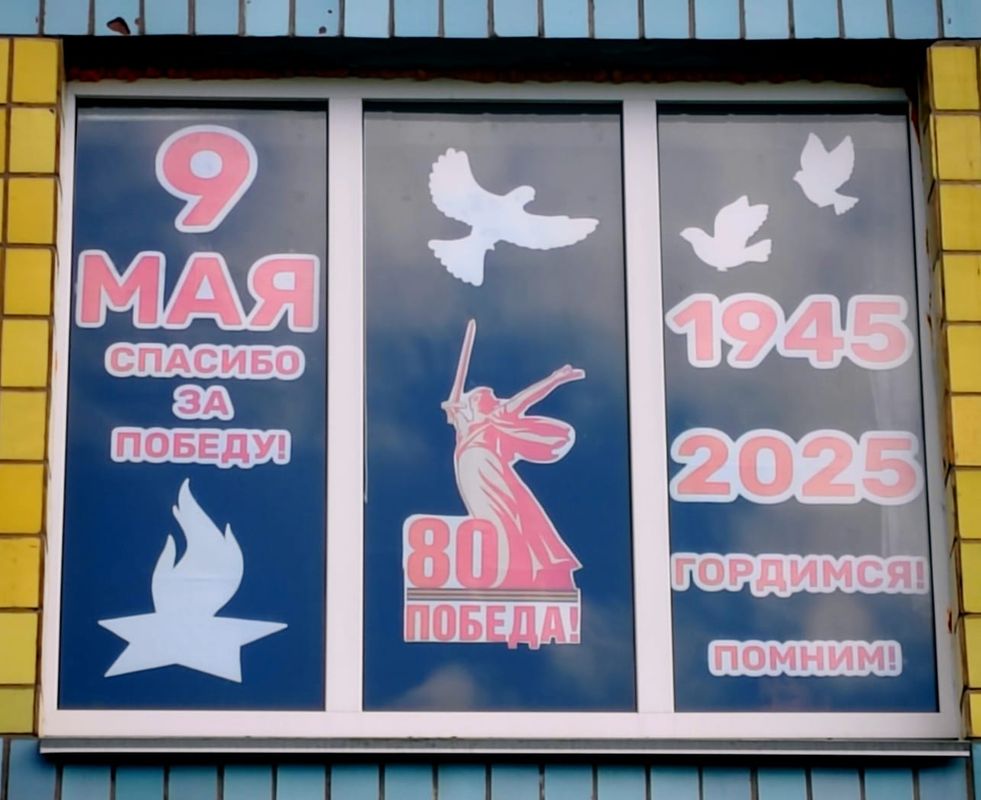 9
МАЯ
СПАСИБО
ЗА
ПОБЕДУ!
80
ПОБЕДА!
1945
2025
ГОРДИМСЯ!
ПОМНИМ!